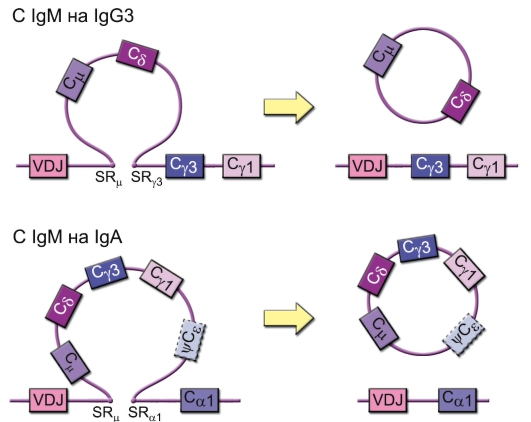 С IgM на IgG3
Cμ
Cδ
VDJ
SRμ
SRγ3
Cγ3
Cγ1
Cμ
Cδ
VDJ
Cγ3
Cγ1
С IgM на IgA
Cγ3
Cγ1
Cδ
ψCε
Cμ
VDJ
SRμ
SRα1
Cα1
Cγ3
Cγ1
Cδ
Cμ
ψCε
VDJ
Cα1